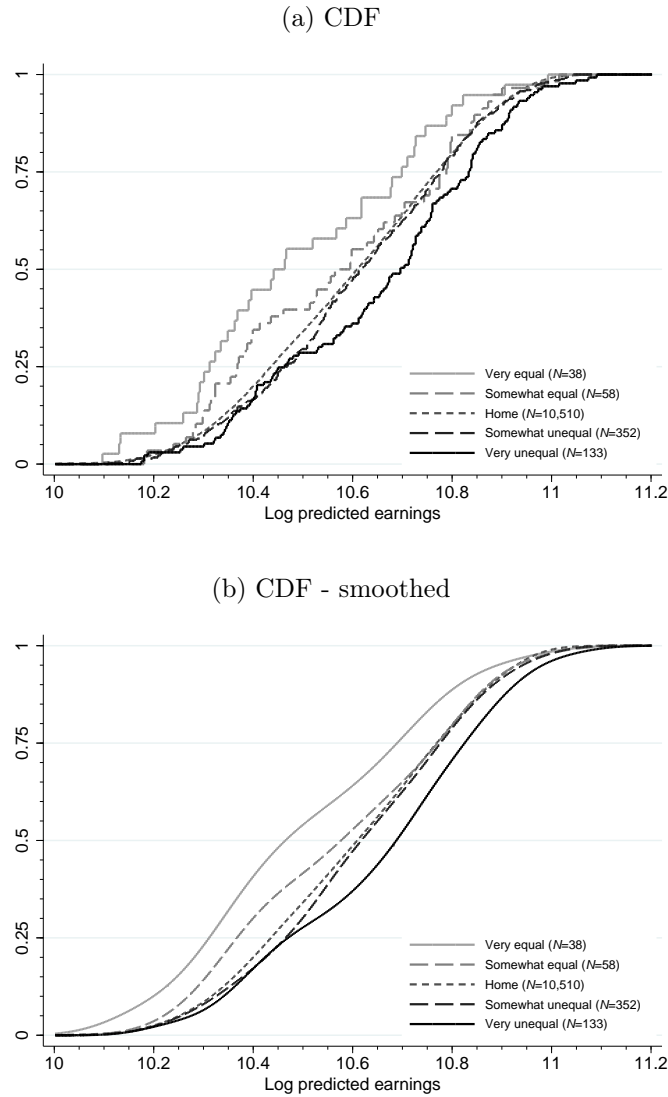 (a) CDF
1
0.75
0.5
0.25
0
Very equal (N=38)
Somewhat equal (N=58)
Home (N=10,510)
Somewhat unequal (N=352)
Very unequal (N=133)
10 10.2 10.4 10.6 10.8 11 11.2
Log predicted earnings
(b) CDF - smoothed
1
0.75
0.5
0.25
0
Very equal (N=38)
Somewhat equal (N=58)
Home (N=10,510)
Somewhat unequal (N=352)
Very unequal (N=133)
10 10.2 10.4 10.6 10.8 11 11.2
Log predicted earnings